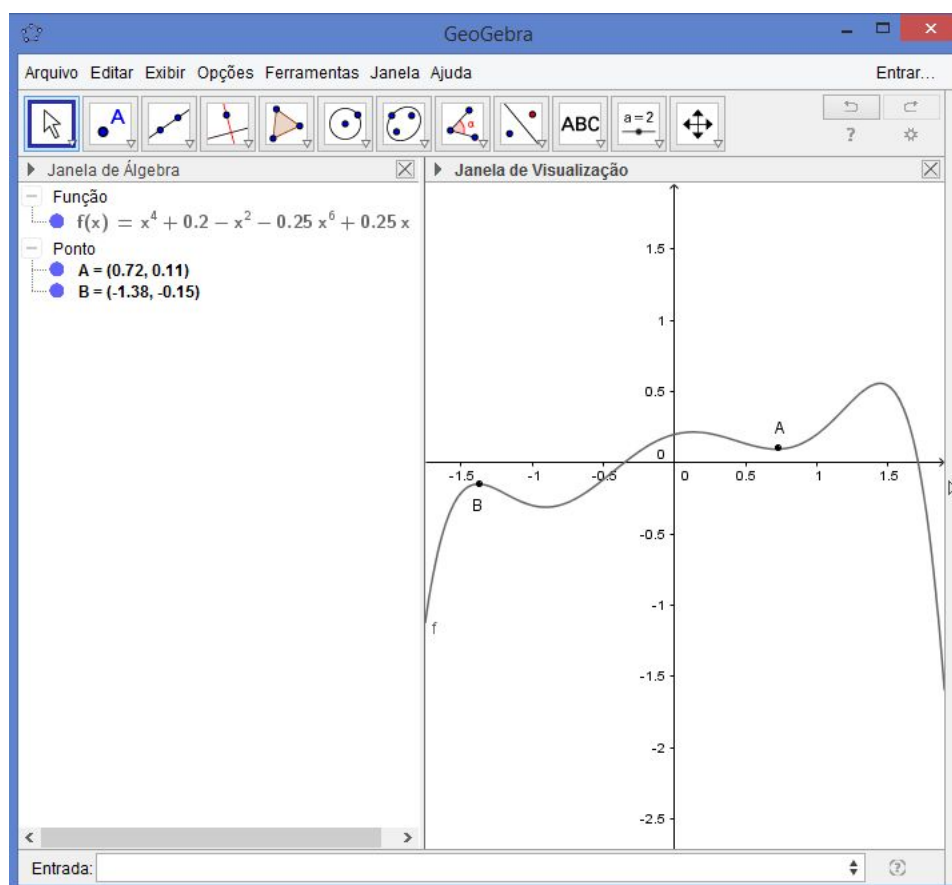 GeoGebra
Arquivo Editar Exibir Opções Ferramentas Janela Ajuda Entrar...
A α ABC a=2 ?
Janela de Álgebra
Função
f(x) = x⁴ + 0.2 − x² − 0.25 x⁶ + 0.25 x
Ponto
A = (0.72, 0.11)
B = (-1.38, -0.15)
Janela de Visualização
1.5
1
0.5
A
0
-1.5 -1 -0.5 0 0.5 1 1.5
B
-0.5
-1
f
-1.5
-2
-2.5
Entrada: ?